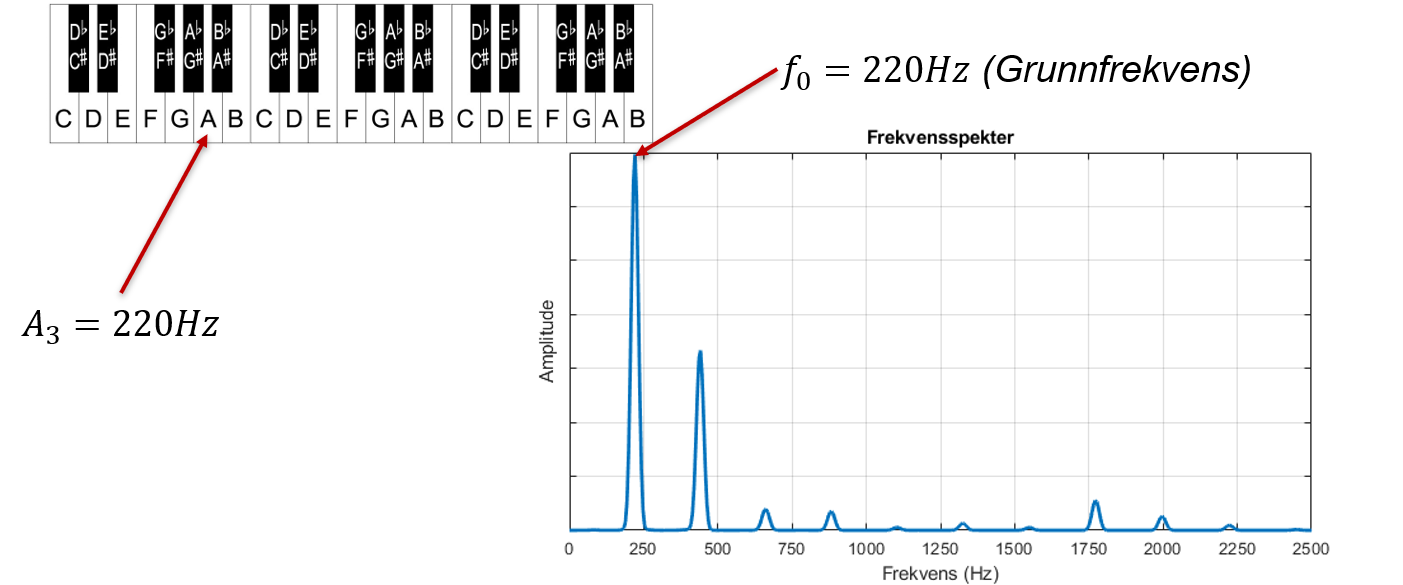 D♭ E♭ G♭ A♭ B♭ D♭ E♭ G♭ A♭ B♭ D♭ E♭ G♭ A♭ B♭
C# D# F# G# A# C# D# F# G# A# C# D# F# G# A#
C D E F G A B C D E F G A B C D E F G A B
f₀ = 220Hz (Grunnfrekvens)
A₃ = 220Hz
Frekvensspekter
Amplitude
0 250 500 750 1000 1250 1500 1750 2000 2250 2500
Frekvens (Hz)